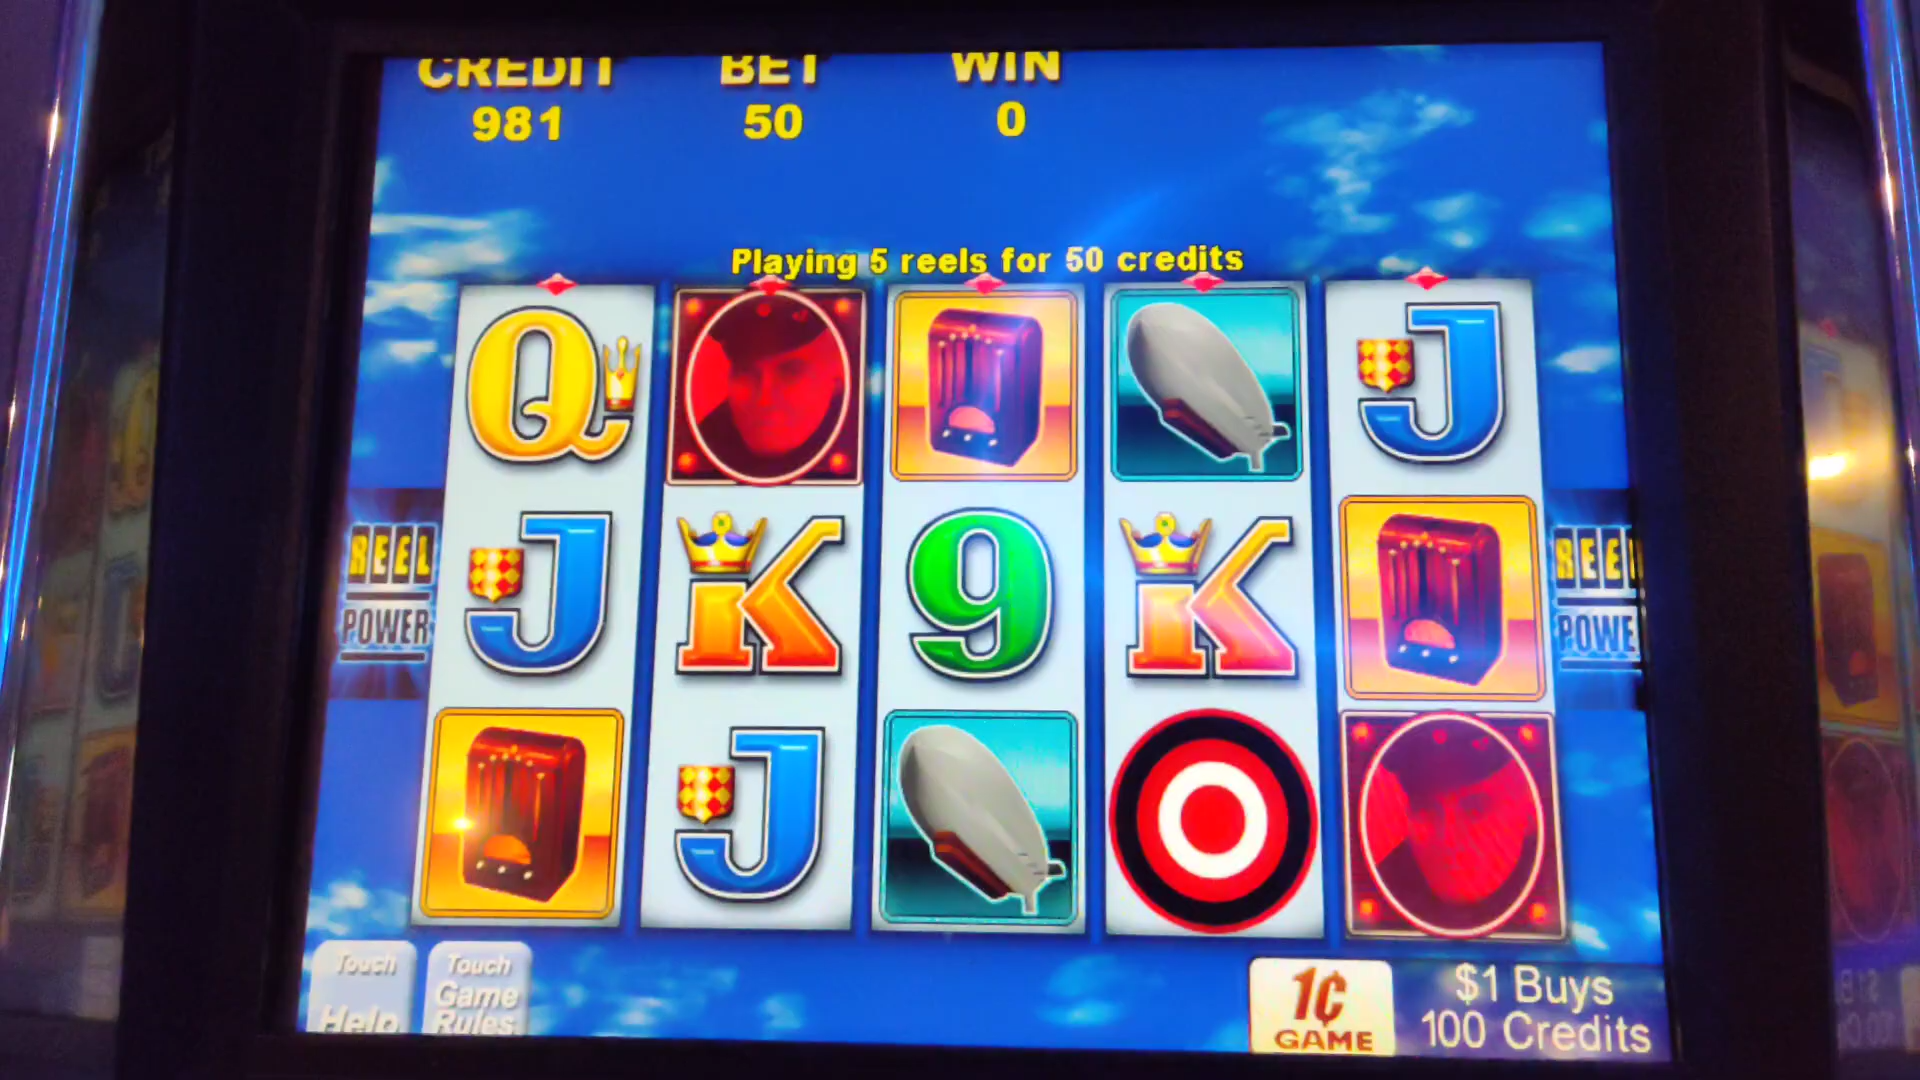 CREDIT BET WIN
981 50 0
Playing 5 reels for 50 credits
Q J
J K 9 K
J
REEL
POWER
REEL
POWE
Touch
Help
Touch
Game
Rules
1¢
GAME
$1 Buys
100 Credits